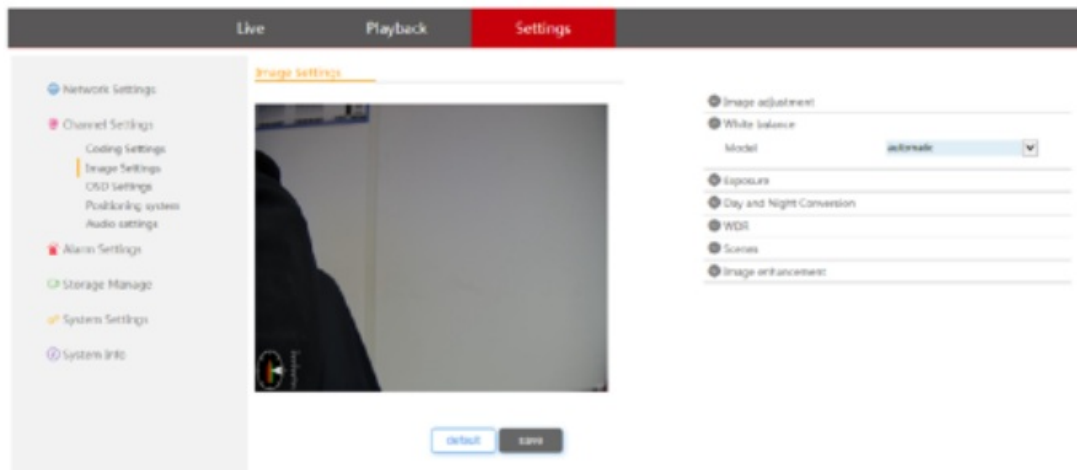 Live Playback Settings
Image Settings
Network Settings
Channel Settings
Coding Settings
Image Settings
OSD Settings
Positioning system
Audio settings
Alarm Settings
Storage Manage
System Settings
System Info
Image adjustment
White balance
Model automatic
Exposure
Day and Night Conversion
WDR
Scenes
Image enhancement
default save